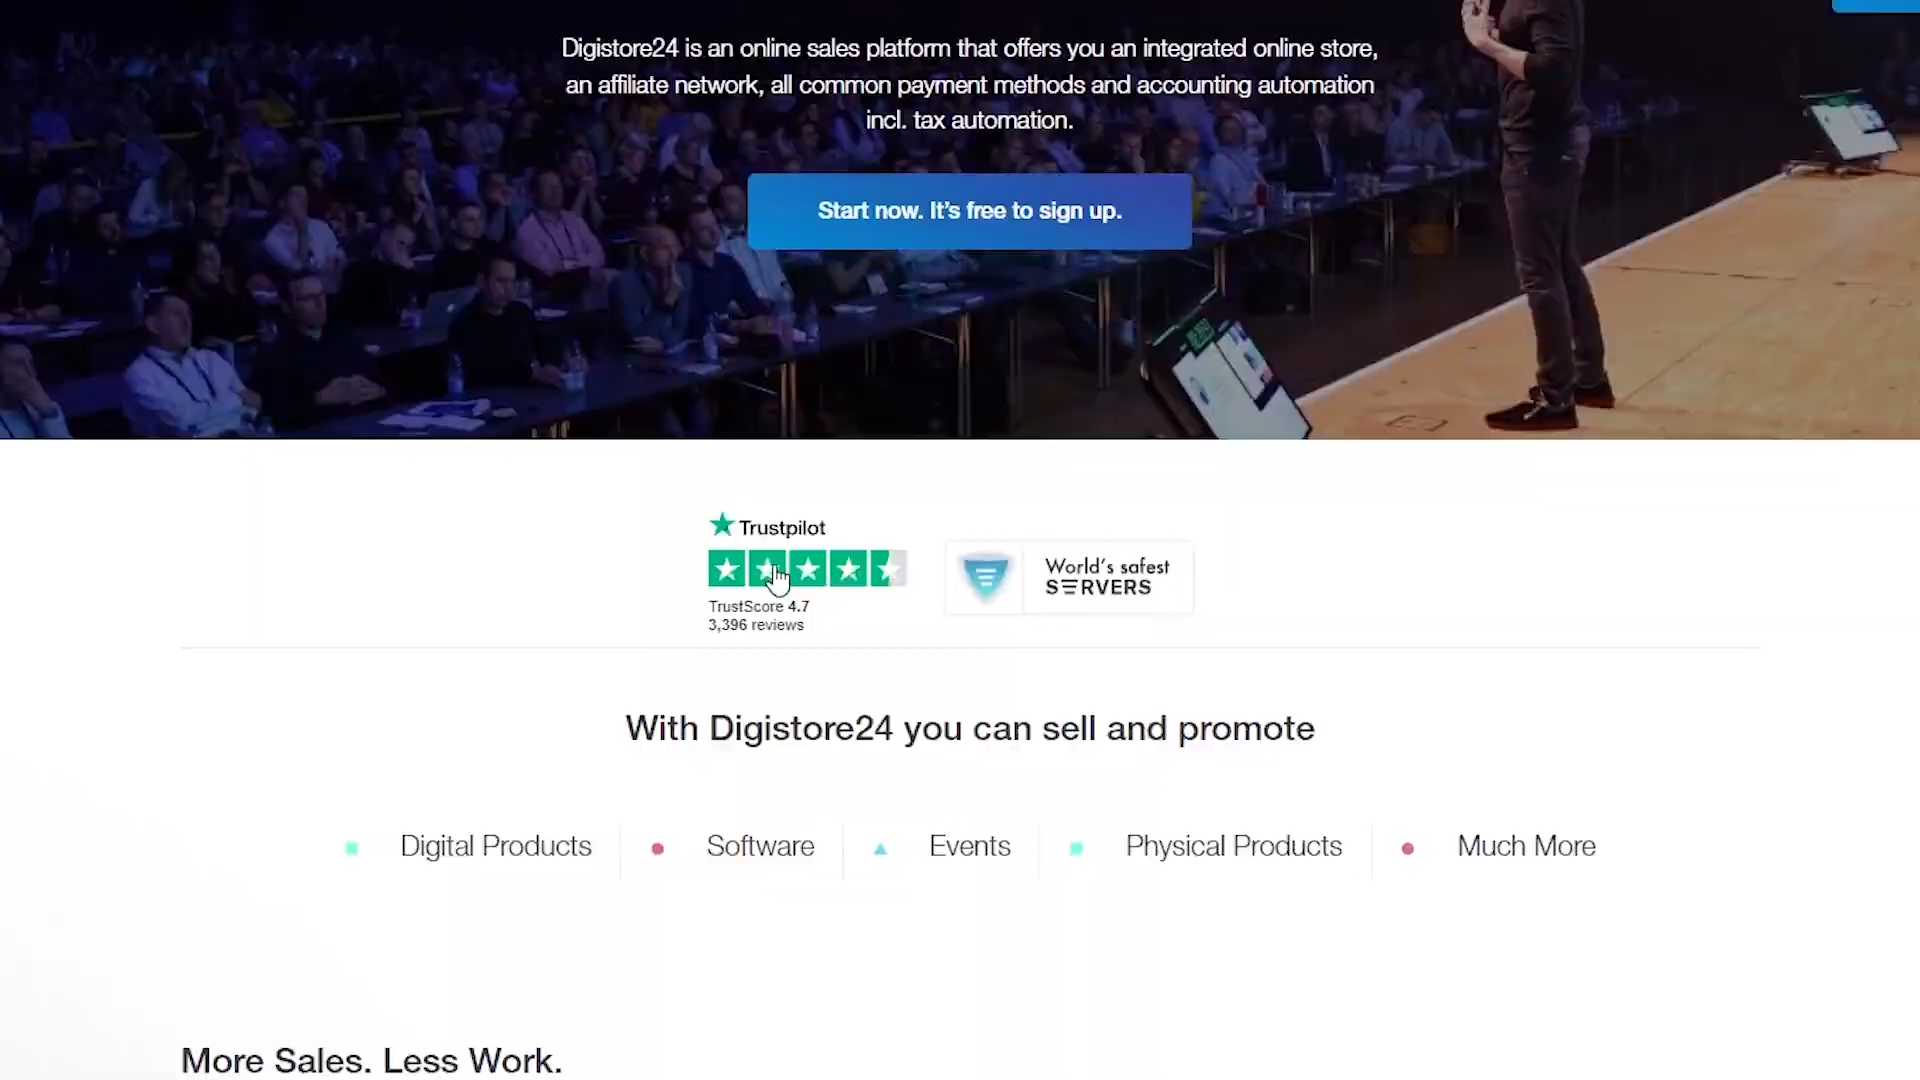 Digistore24 is an online sales platform that offers you an integrated online store,
an affiliate network, all common payment methods and accounting automation
incl. tax automation.
Start now. It's free to sign up.
Trustpilot
TrustScore 4.7
3,396 reviews
World's safest
SERVERS
With Digistore24 you can sell and promote
Digital Products
Software
Events
Physical Products
Much More
More Sales. Less Work.